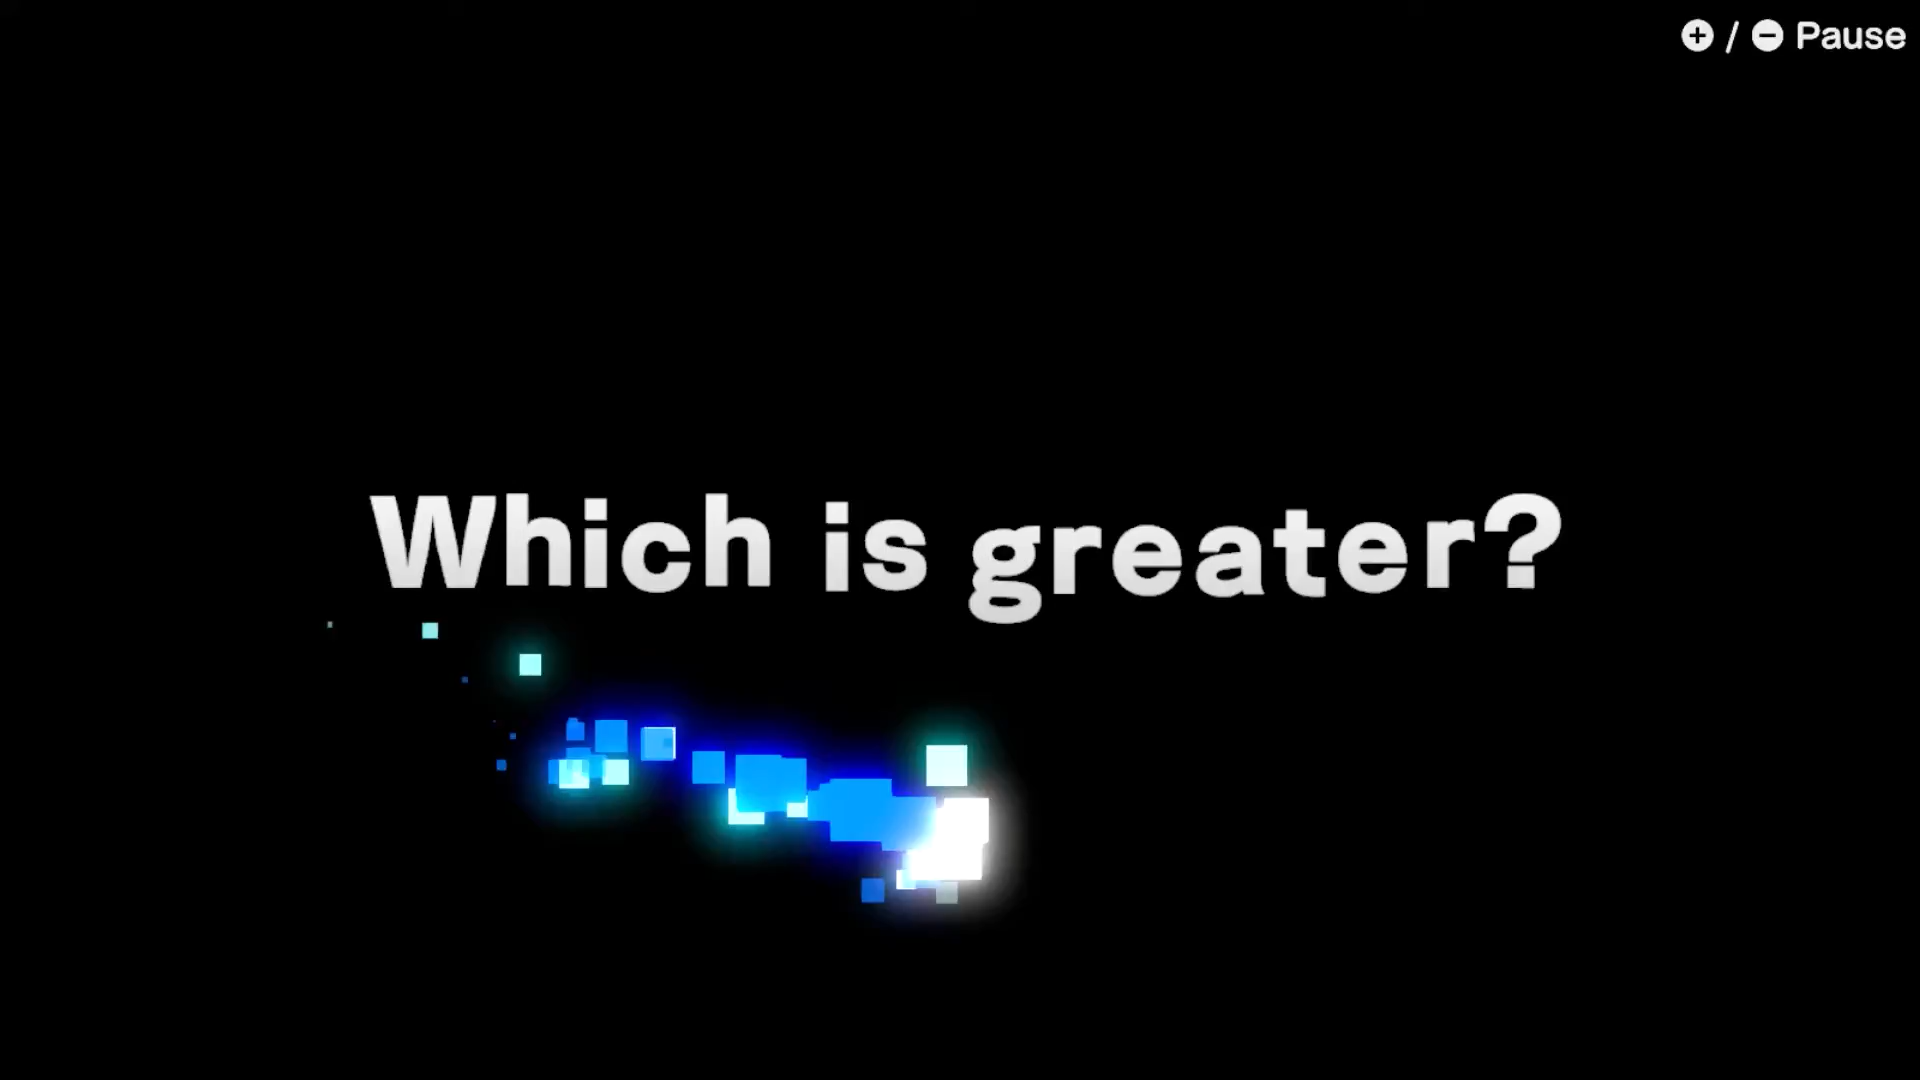 + / - Pause
Which is greater?